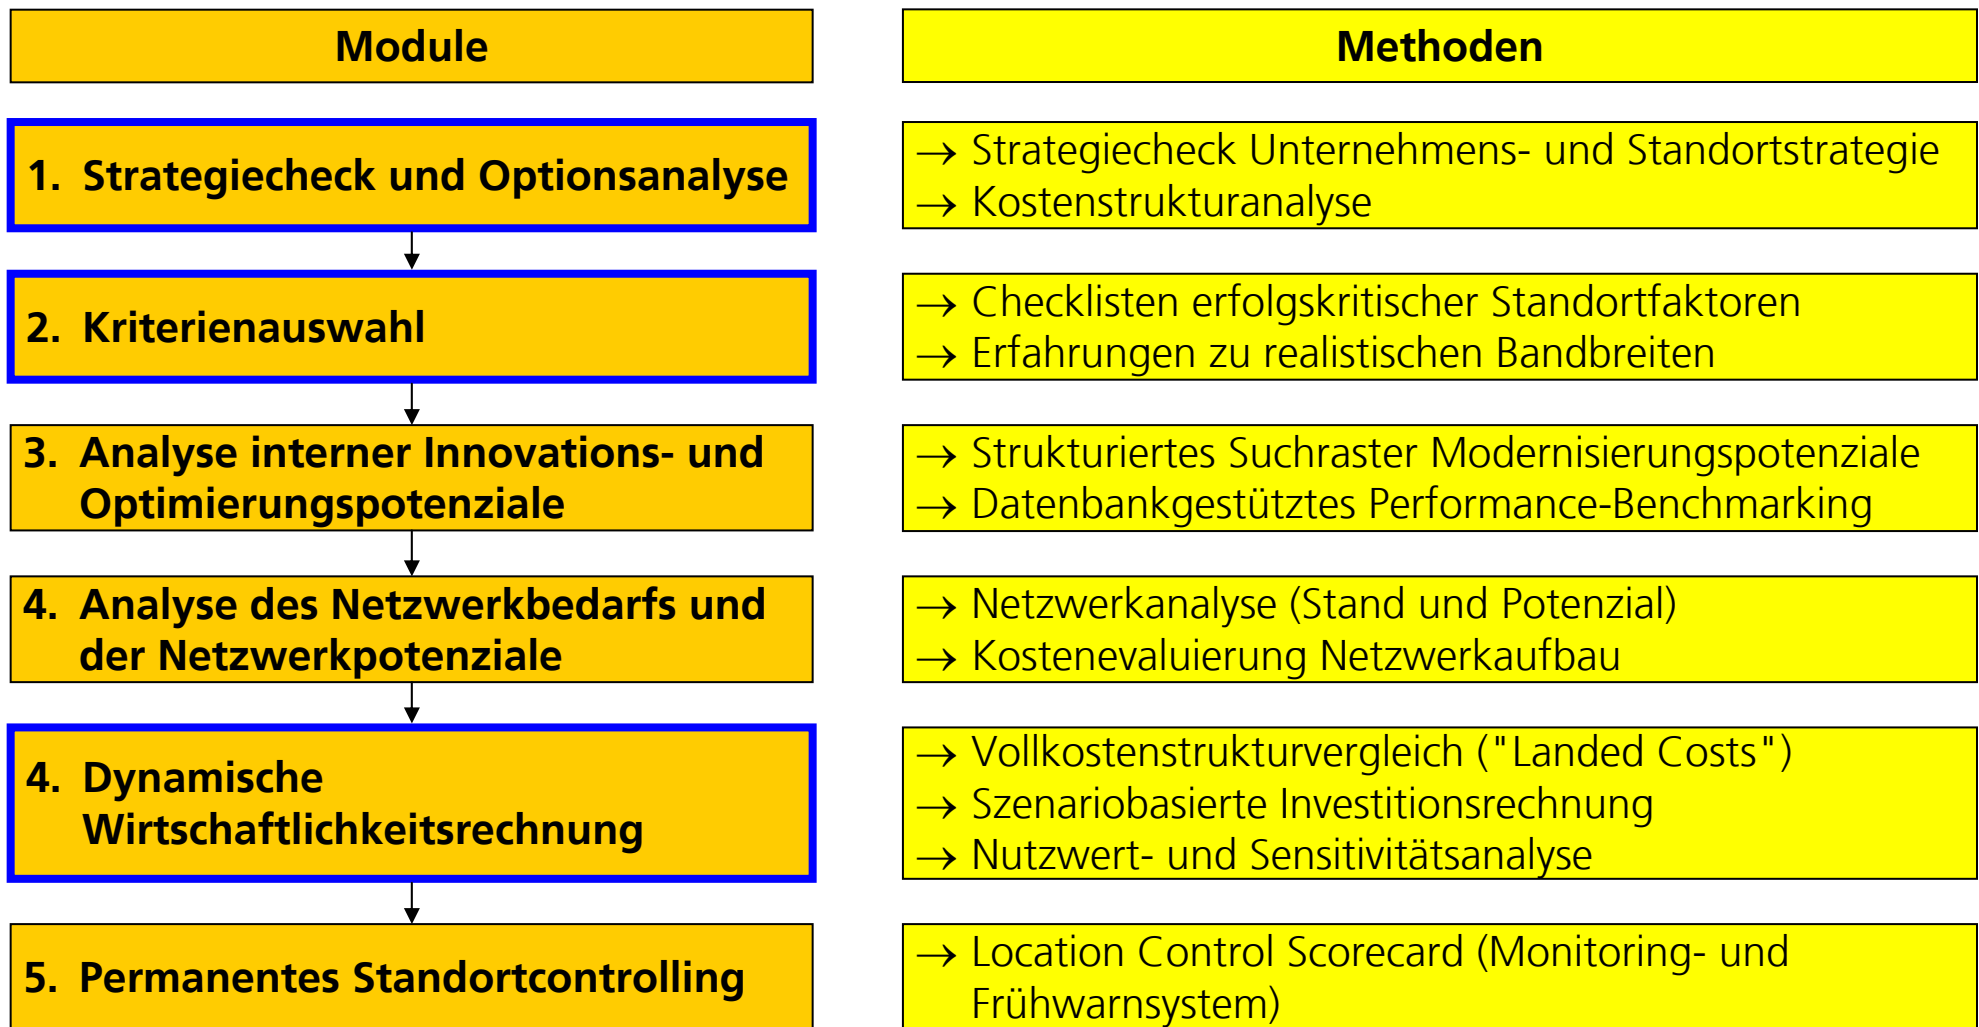 Module
Methoden
1. Strategiecheck und Optionsanalyse
→ Strategiecheck Unternehmens- und Standortstrategie
→ Kostenstrukturanalyse
2. Kriterienauswahl
→ Checklisten erfolgskritischer Standortfaktoren
→ Erfahrungen zu realistischen Bandbreiten
3. Analyse interner Innovations- und
Optimierungspotenziale
→ Strukturiertes Suchraster Modernisierungspotenziale
→ Datenbankgestütztes Performance-Benchmarking
4. Analyse des Netzwerkbedarfs und
der Netzwerkpotenziale
→ Netzwerkanalyse (Stand und Potenzial)
→ Kostenevaluierung Netzwerkaufbau
4. Dynamische
Wirtschaftlichkeitsrechnung
→ Vollkostenstrukturvergleich ("Landed Costs")
→ Szenariobasierte Investitionsrechnung
→ Nutzwert- und Sensitivitätsanalyse
5. Permanentes Standortcontrolling
→ Location Control Scorecard (Monitoring- und
Frühwarnsystem)